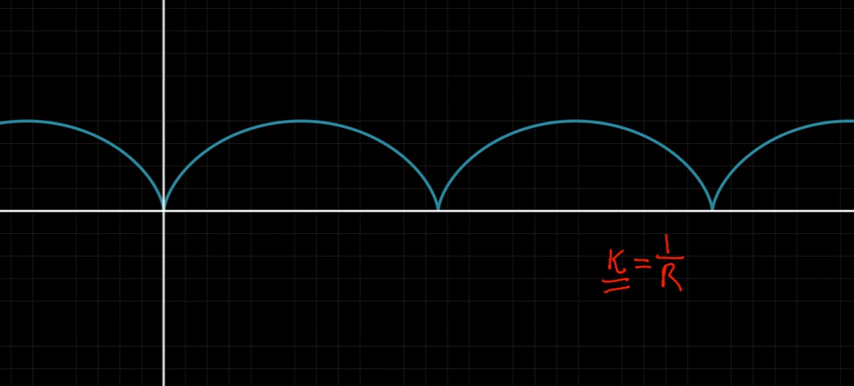 K = 1/R